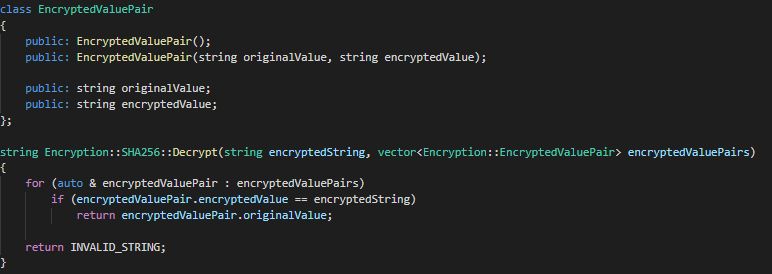 class EncryptedValuePair
{
    public: EncryptedValuePair();
    public: EncryptedValuePair(string originalValue, string encryptedValue);

    public: string originalValue;
    public: string encryptedValue;
};

string Encryption::SHA256::Decrypt(string encryptedString, vector<Encryption::EncryptedValuePair> encryptedValuePairs)
{
    for (auto & encryptedValuePair : encryptedValuePairs)
        if (encryptedValuePair.encryptedValue == encryptedString)
            return encryptedValuePair.originalValue;

    return INVALID_STRING;
}